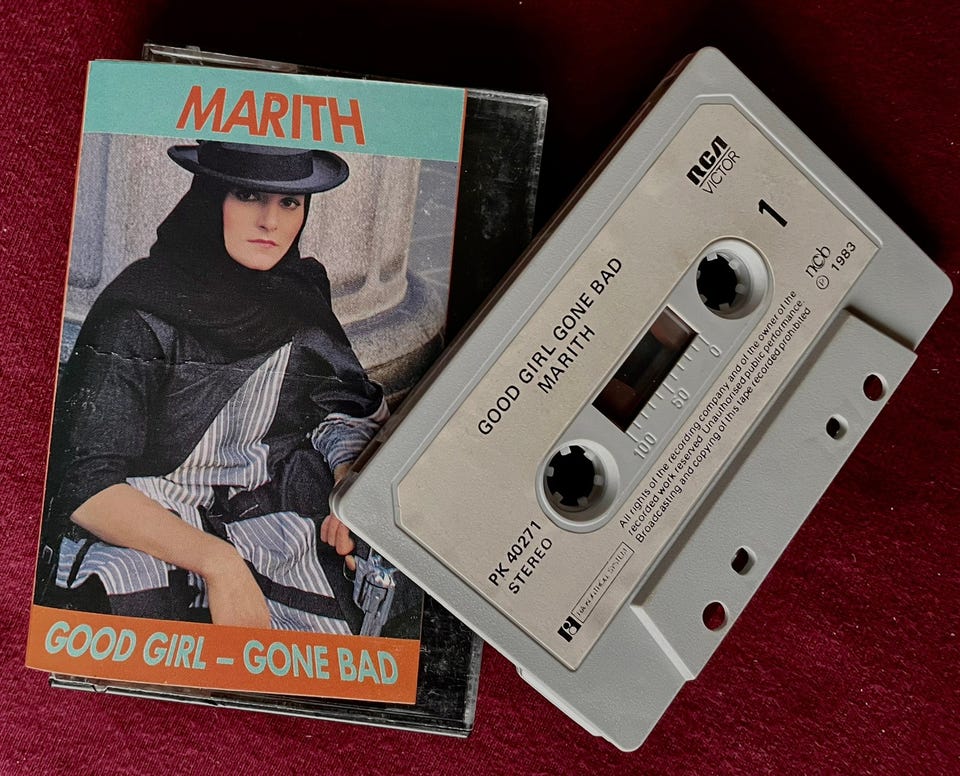 MARITH
GOOD GIRL – GONE BAD
RCA
VICTOR
1
ncb
℗ 1983
GOOD GIRL GONE BAD
MARITH
0
50
100
PK 40271
STEREO
All rights of the recording company and of the owner of the
recorded work reserved. Unauthorised public performance,
Broadcasting and copying of this tape recorded prohibited